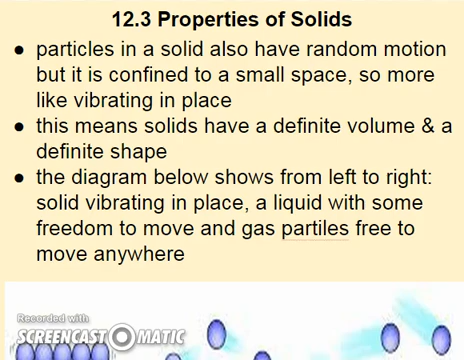 12.3 Properties of Solids
● particles in a solid also have random motion
but it is confined to a small space, so more
like vibrating in place
● this means solids have a definite volume & a
definite shape
● the diagram below shows from left to right:
solid vibrating in place, a liquid with some
freedom to move and gas partiles free to
move anywhere
Recorded with
SCREENCAST-O-MATIC